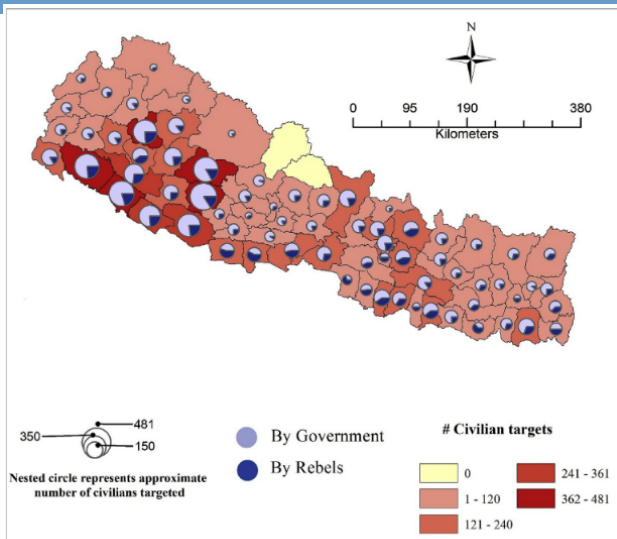 N
0 95 190 380
Kilometers
481
350
150
Nested circle represents approximate
number of civilians targeted
By Government
By Rebels
# Civilian targets
0
1 - 120
121 - 240
241 - 361
362 - 481